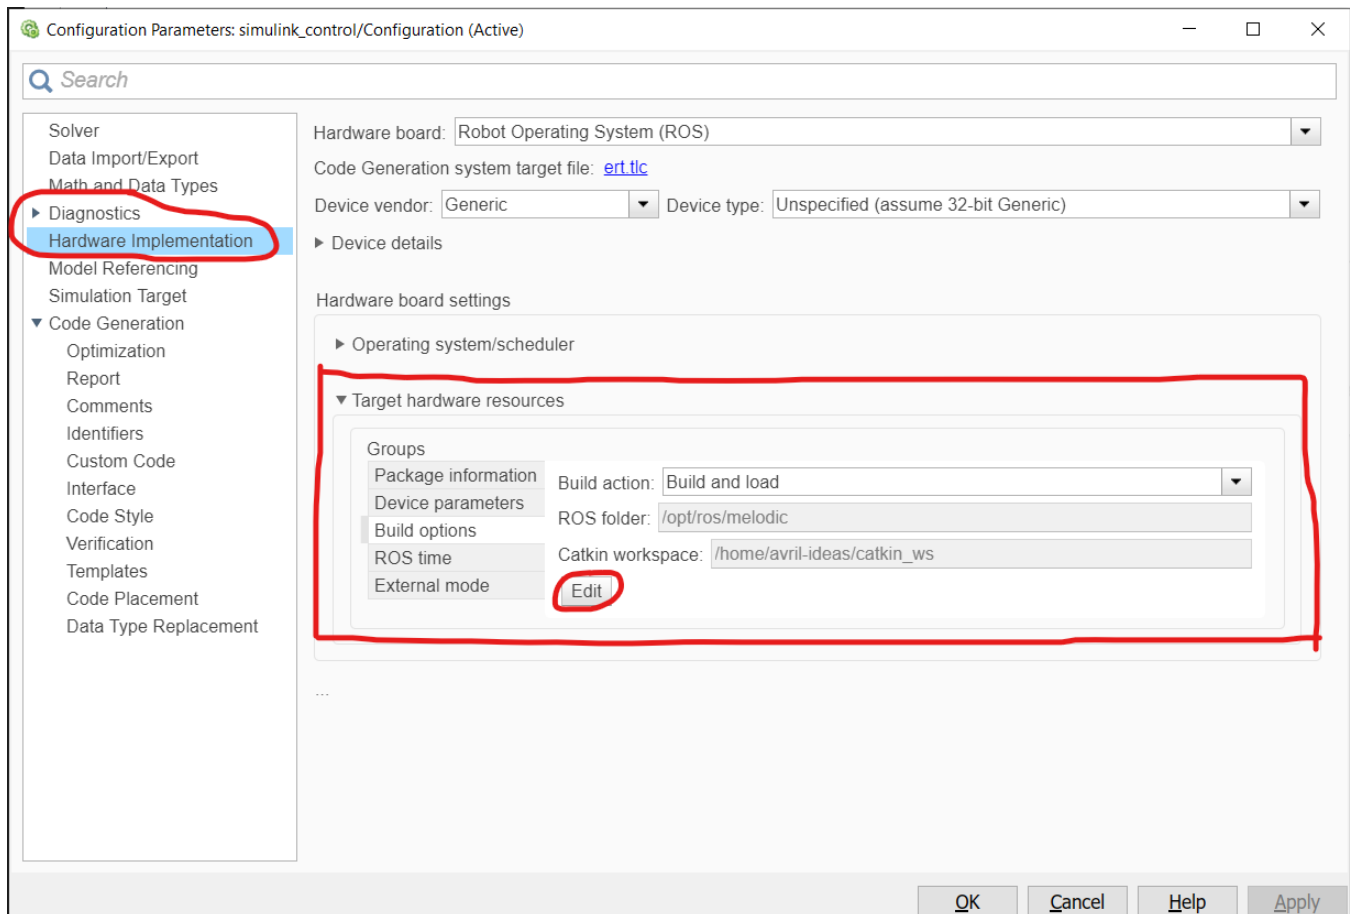 Configuration Parameters: simulink_control/Configuration (Active)
Search
Solver
Data Import/Export
Math and Data Types
Diagnostics
Hardware Implementation
Model Referencing
Simulation Target
Code Generation
Optimization
Report
Comments
Identifiers
Custom Code
Interface
Code Style
Verification
Templates
Code Placement
Data Type Replacement
Hardware board: Robot Operating System (ROS)
Code Generation system target file: ert.tlc
Device vendor: Generic Device type: Unspecified (assume 32-bit Generic)
Device details
Hardware board settings
Operating system/scheduler
Target hardware resources
Groups
Package information
Device parameters
Build options
ROS time
External mode
Build action: Build and load
ROS folder: /opt/ros/melodic
Catkin workspace: /home/avril-ideas/catkin_ws
Edit
...
OK Cancel Help Apply